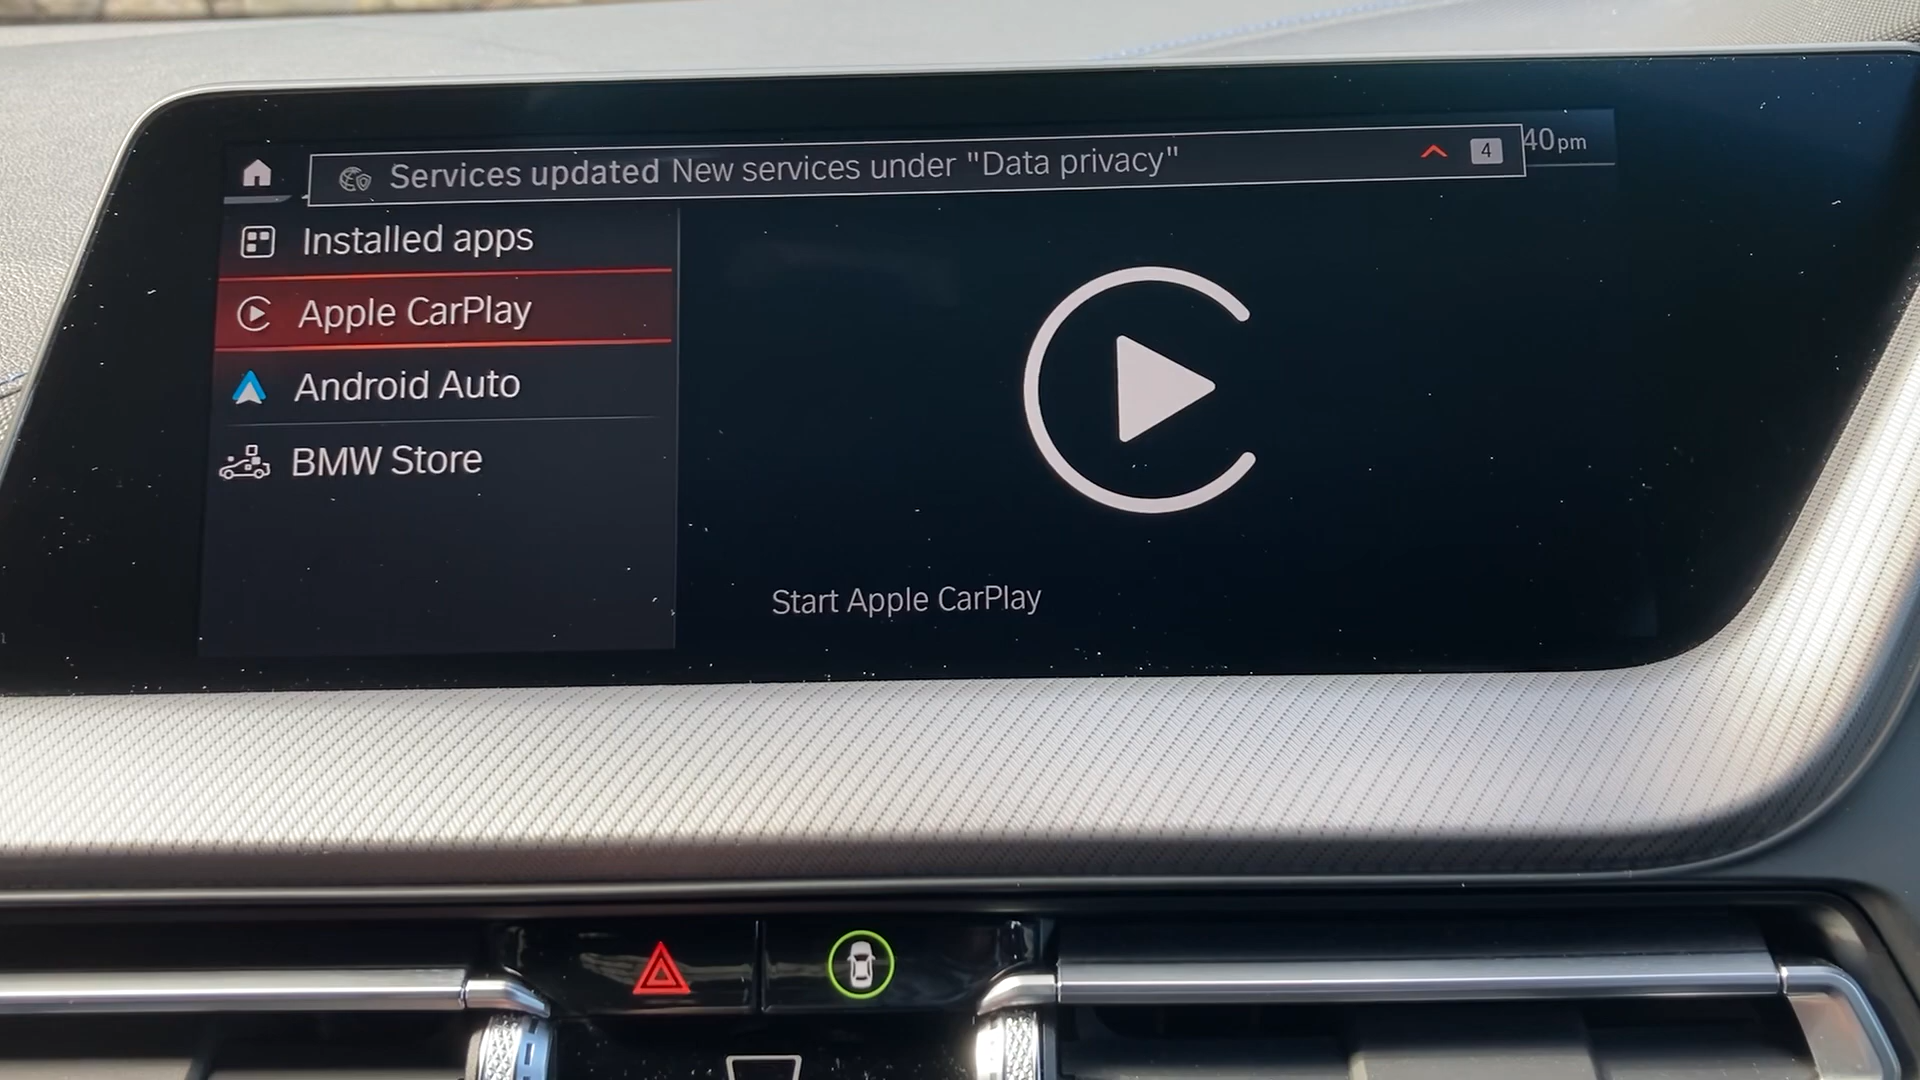 Services updated New services under "Data privacy"
4
40pm
Installed apps
Apple CarPlay
Android Auto
BMW Store
Start Apple CarPlay